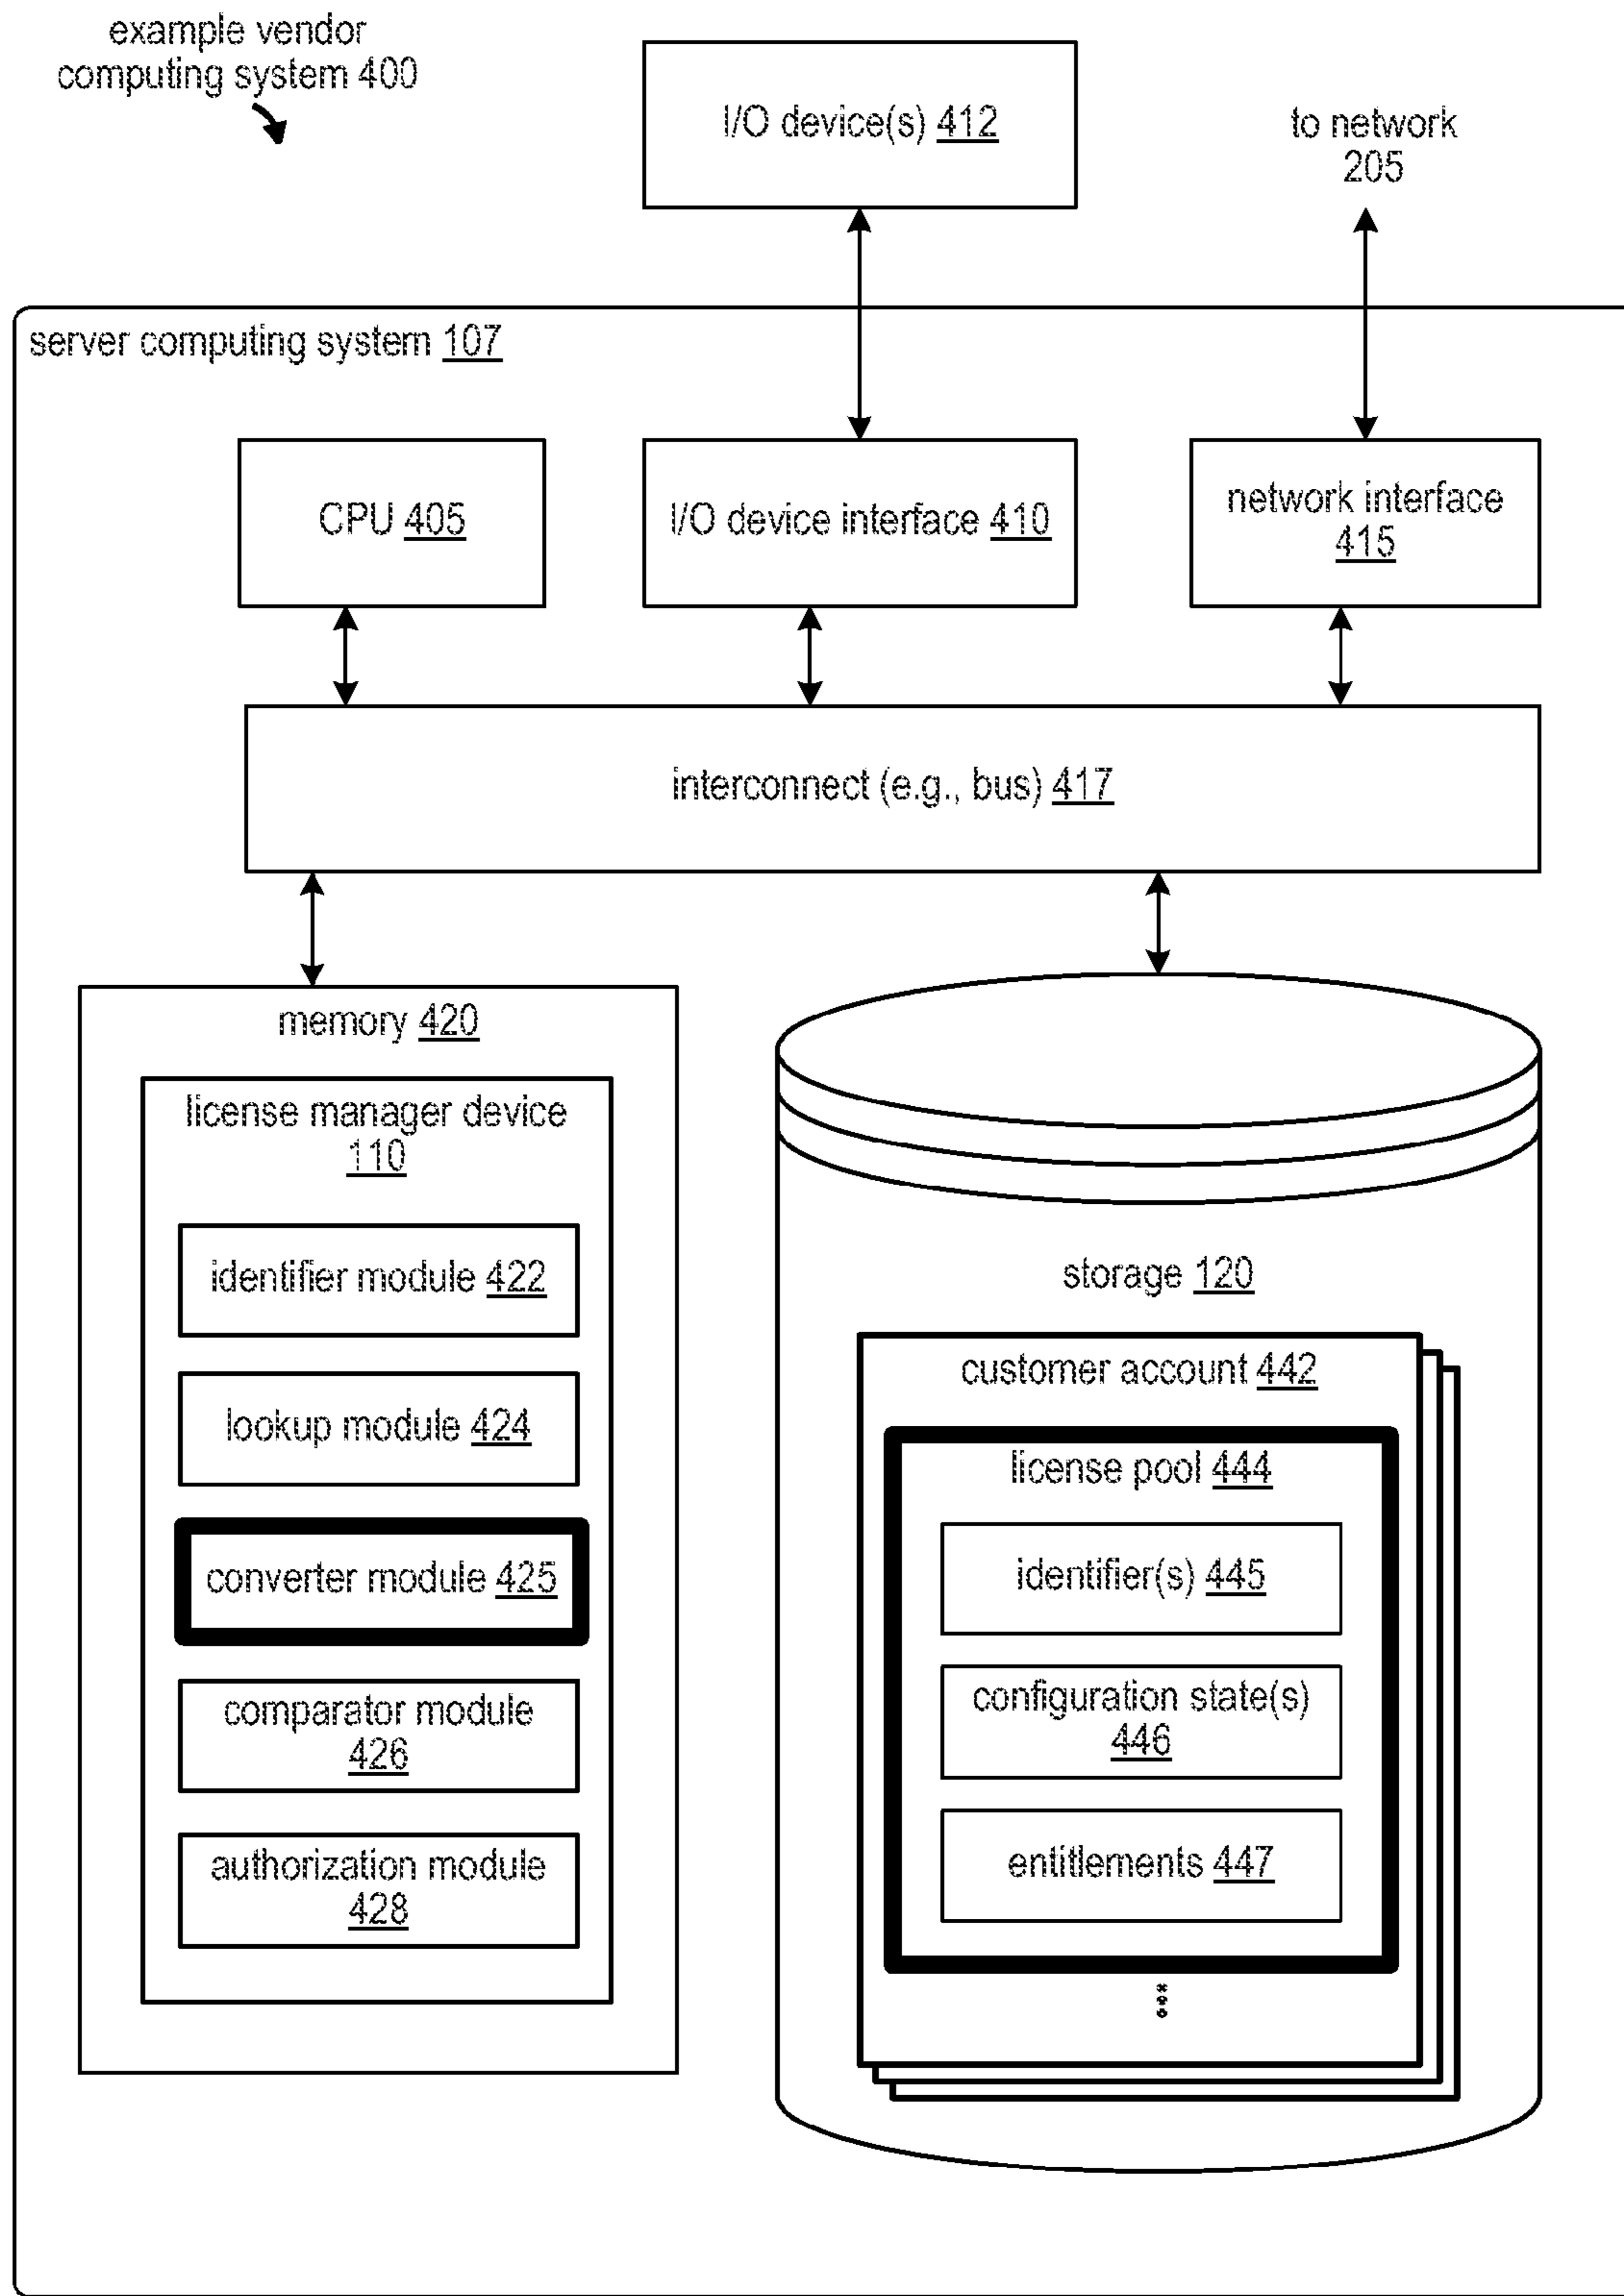 example vendor
computing system 400
I/O device(s) 412
to network
205
server computing system 107
CPU 405
I/O device interface 410
network interface
415
interconnect (e.g., bus) 417
memory 420
license manager device
110
identifier module 422
lookup module 424
converter module 425
comparator module
426
authorization module
428
storage 120
customer account 442
license pool 444
identifier(s) 445
configuration state(s)
446
entitlements 447